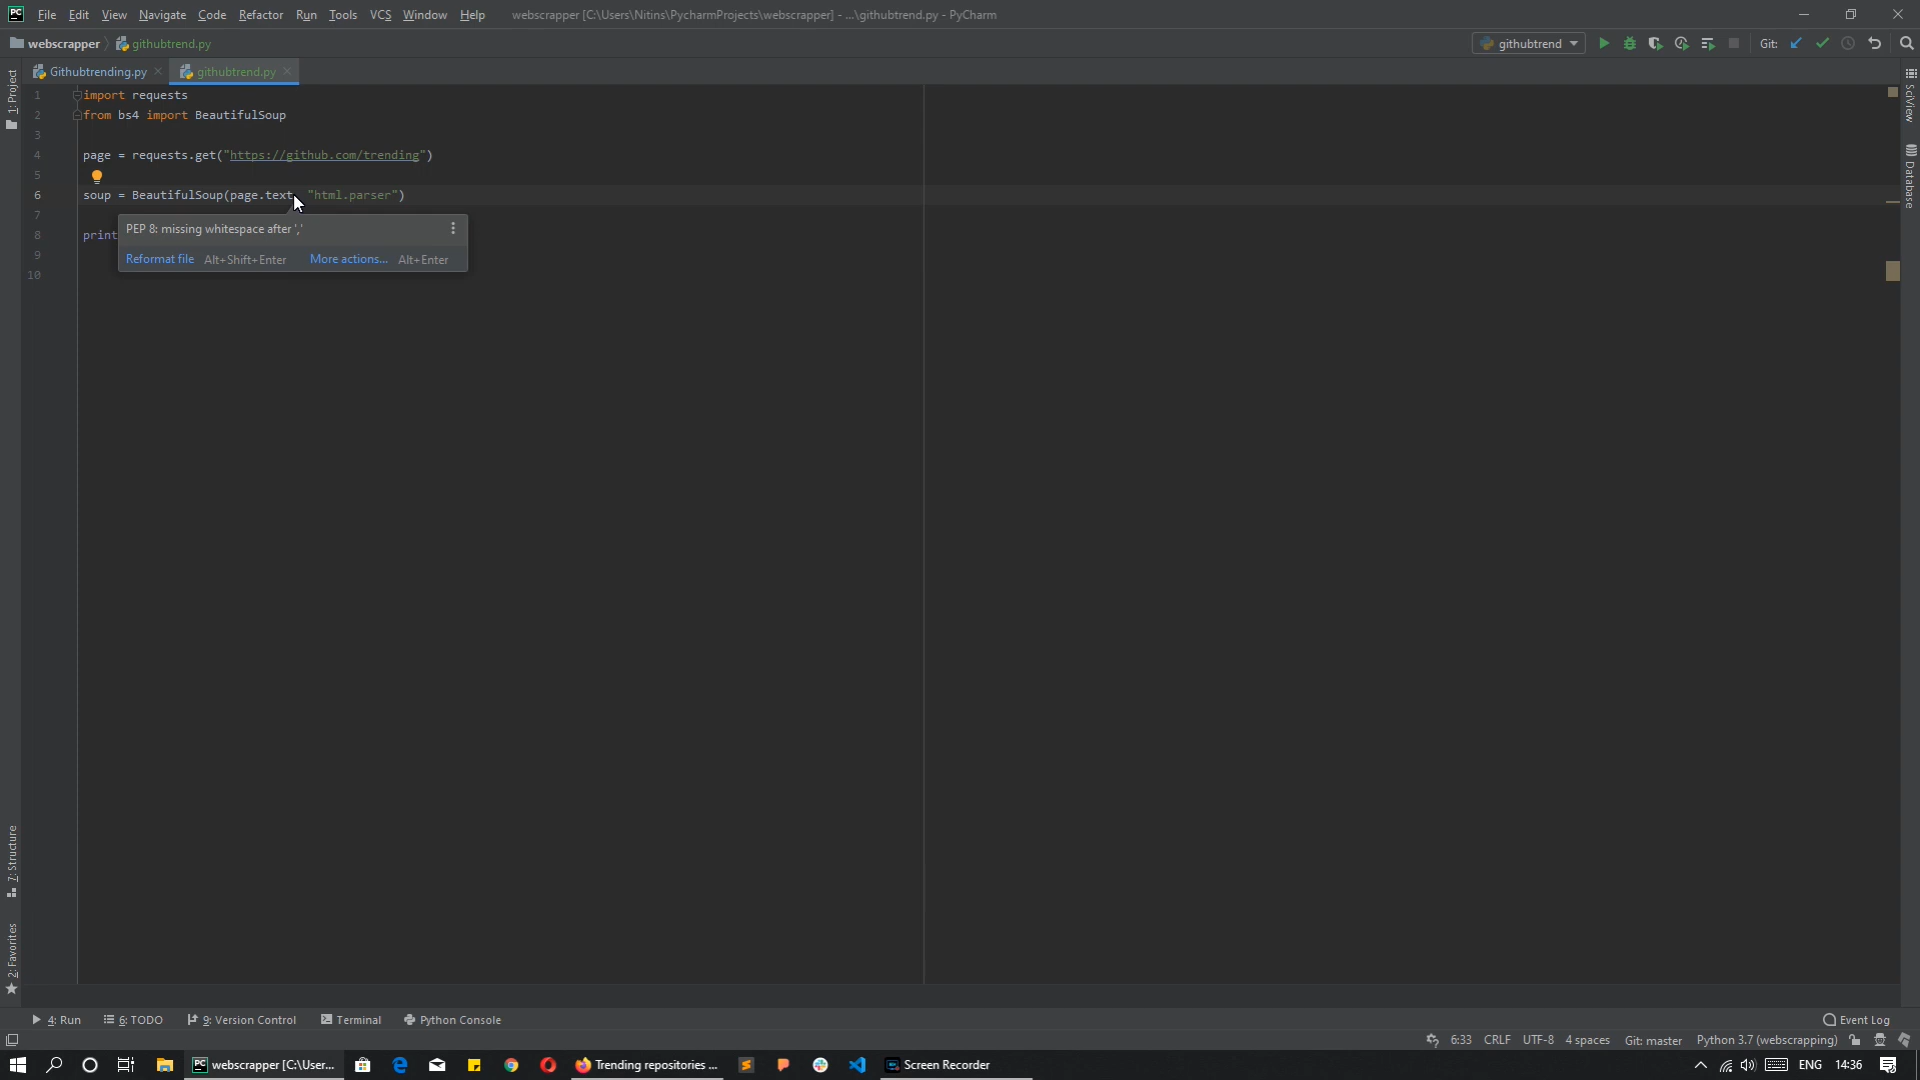 PC File Edit View Navigate Code Refactor Run Tools VCS Window Help webscrapper [C:\Users\Nitins\PycharmProjects\webscrapper] - ...\githubtrend.py - PyCharm
webscrapper githubtrend.py githubtrend Git:
Githubtrending.py githubtrend.py
1: Project
SciView
Database
1 import requests
2 from bs4 import BeautifulSoup
3
4 page = requests.get("https://github.com/trending")
5
6 soup = BeautifulSoup(page.text, "html.parser")
7
8 print
9
10
PEP 8: missing whitespace after ','
Reformat file Alt+Shift+Enter More actions... Alt+Enter
7: Structure
2: Favorites
4: Run 6: TODO 9: Version Control Terminal Python Console Event Log
6:33 CRLF UTF-8 4 spaces Git: master Python 3.7 (webscrapping)
PC webscrapper [C:\User... Trending repositories ... Screen Recorder ENG 14:36